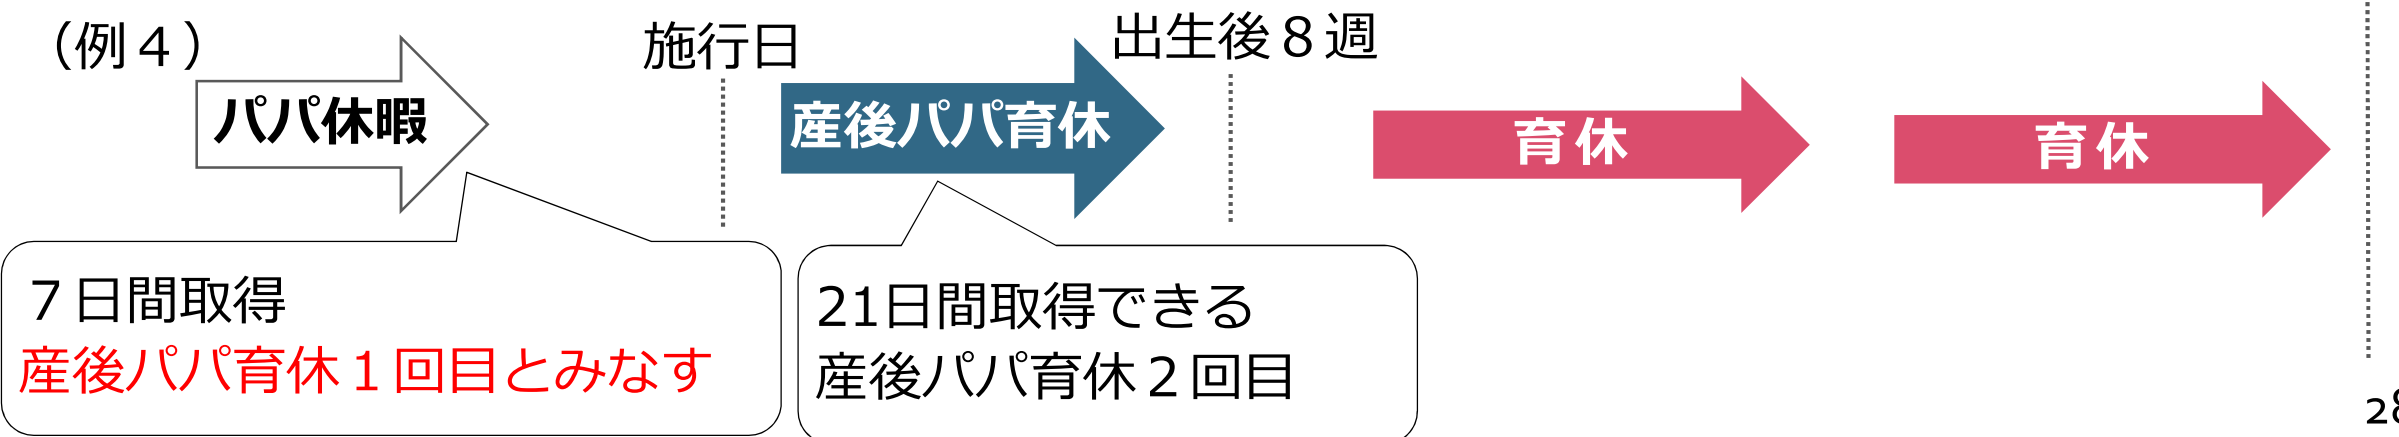 （例４）
パパ休暇
施行日
産後パパ育休
出生後８週
育休
育休
７日間取得
産後パパ育休１回目とみなす
21日間取得できる
産後パパ育休２回目
28